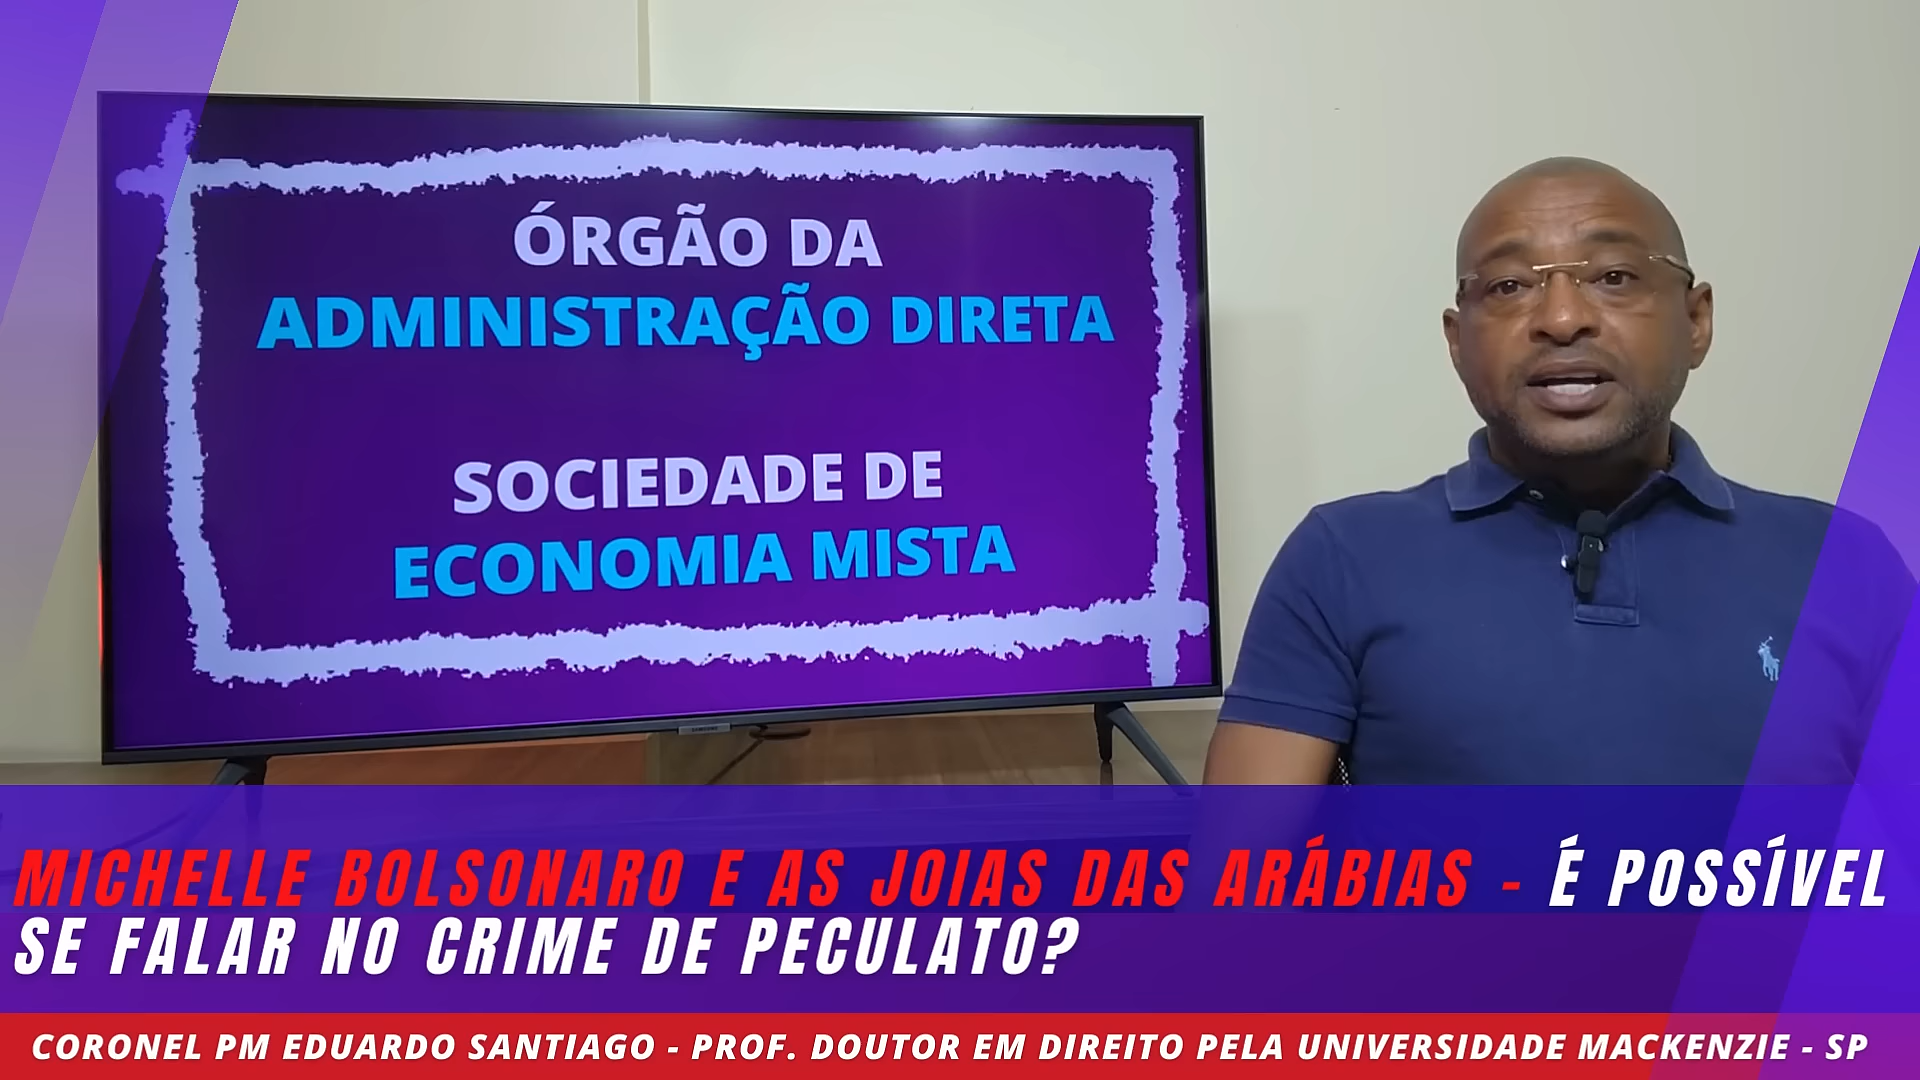 ÓRGÃO DA
ADMINISTRAÇÃO DIRETA
SOCIEDADE DE
ECONOMIA MISTA
SAMSUNG
MICHELLE BOLSONARO E AS JOIAS DAS ARÁBIAS - É POSSÍVEL
SE FALAR NO CRIME DE PECULATO?
CORONEL PM EDUARDO SANTIAGO - PROF. DOUTOR EM DIREITO PELA UNIVERSIDADE MACKENZIE - SP